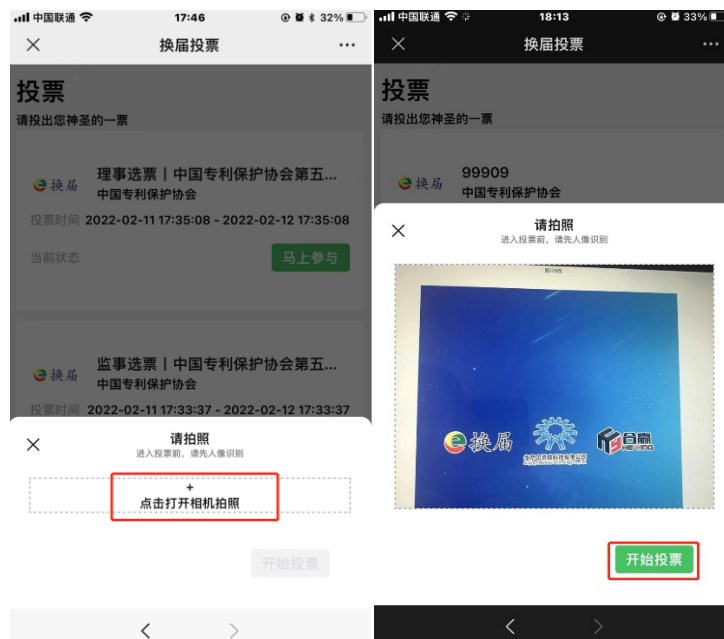 中国联通
17:46
32%
换届投票
投票
请投出您神圣的一票
e换届
理事选票丨中国专利保护协会第五...
中国专利保护协会
投票时间 2022-02-11 17:35:08 - 2022-02-12 17:35:08
当前状态
马上参与
e换届
监事选票丨中国专利保护协会第五...
中国专利保护协会
投票时间 2022-02-11 17:33:37 - 2022-02-12 17:33:37
请拍照
进入投票前，请先人像识别
+
点击打开相机拍照
开始投票
中国联通
18:13
33%
换届投票
投票
请投出您神圣的一票
e换届
99909
中国专利保护协会
请拍照
进入投票前，请先人像识别
e换届
合赢
HEYING
开始投票